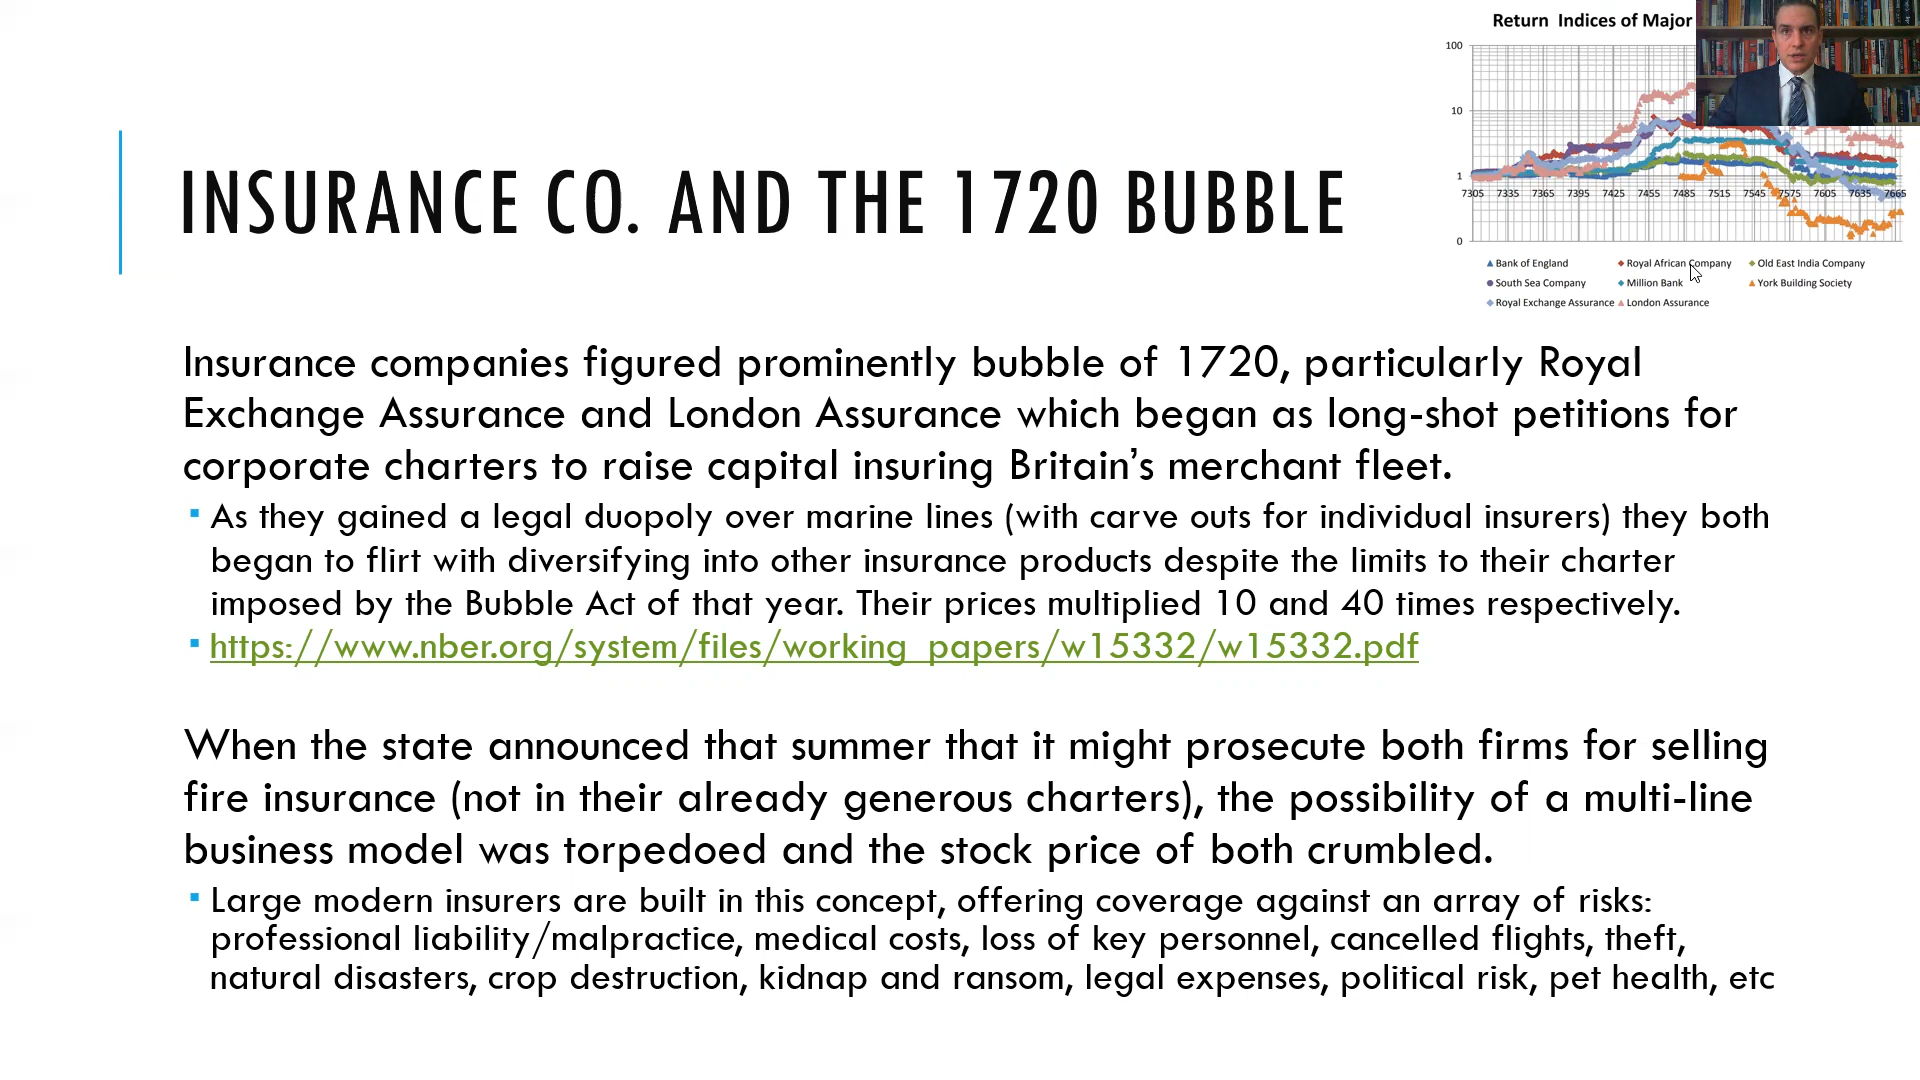 Return Indices of Major
100
10
1
7305 7335 7365 7395 7425 7455 7485 7515 7545 7575 7605 7635 7665
0
Bank of England Royal African Company Old East India Company
South Sea Company Million Bank York Building Society
Royal Exchange Assurance London Assurance
INSURANCE CO. AND THE 1720 BUBBLE
Insurance companies figured prominently bubble of 1720, particularly Royal
Exchange Assurance and London Assurance which began as long-shot petitions for
corporate charters to raise capital insuring Britain’s merchant fleet.
As they gained a legal duopoly over marine lines (with carve outs for individual insurers) they both
began to flirt with diversifying into other insurance products despite the limits to their charter
imposed by the Bubble Act of that year. Their prices multiplied 10 and 40 times respectively.
https://www.nber.org/system/files/working_papers/w15332/w15332.pdf
When the state announced that summer that it might prosecute both firms for selling
fire insurance (not in their already generous charters), the possibility of a multi-line
business model was torpedoed and the stock price of both crumbled.
Large modern insurers are built in this concept, offering coverage against an array of risks:
professional liability/malpractice, medical costs, loss of key personnel, cancelled flights, theft,
natural disasters, crop destruction, kidnap and ransom, legal expenses, political risk, pet health, etc